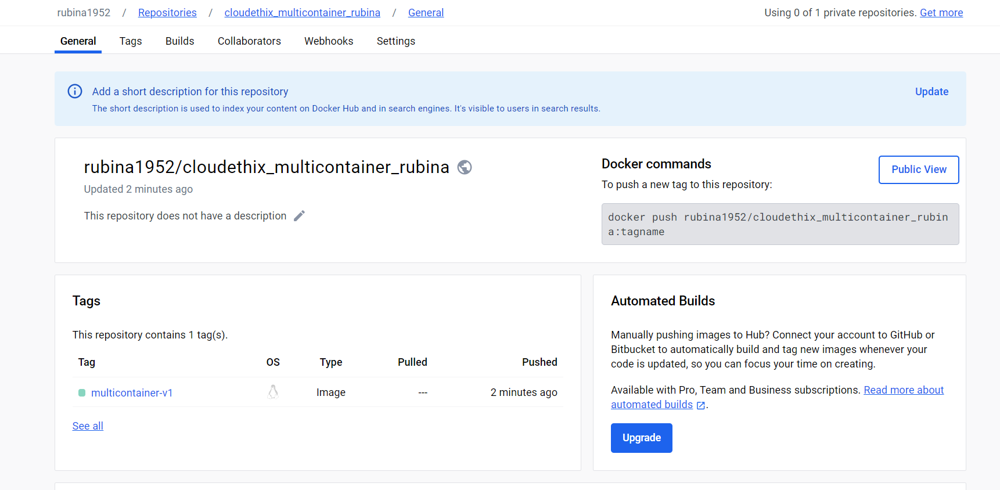 rubina1952 / Repositories / cloudethix_multicontainer_rubina / General
Using 0 of 1 private repositories. Get more
General Tags Builds Collaborators Webhooks Settings
Add a short description for this repository
Update
The short description is used to index your content on Docker Hub and in search engines. It's visible to users in search results.
rubina1952/cloudethix_multicontainer_rubina
Updated 2 minutes ago
This repository does not have a description
Docker commands
Public View
To push a new tag to this repository:
docker push rubina1952/cloudethix_multicontainer_rubin
a:tagname
Tags
This repository contains 1 tag(s).
Tag OS Type Pulled Pushed
multicontainer-v1 Image --- 2 minutes ago
See all
Automated Builds
Manually pushing images to Hub? Connect your account to GitHub or
Bitbucket to automatically build and tag new images whenever your
code is updated, so you can focus your time on creating.
Available with Pro, Team and Business subscriptions. Read more about
automated builds .
Upgrade